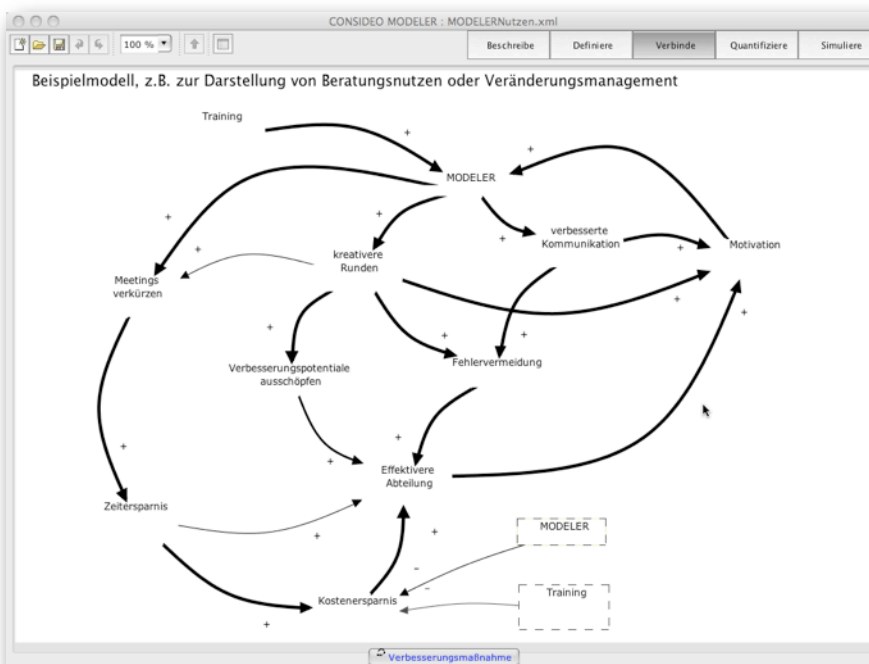 CONSIDEO MODELER : MODELERNutzen.xml
100 %
Beschreibe
Definiere
Verbinde
Quantifiziere
Simuliere
Beispielmodell, z.B. zur Darstellung von Beratungsnutzen oder Veränderungsmanagement
Training
+
+
MODELER
+
+
+
verbesserte
Kommunikation
+
Motivation
+
kreativere
Runden
Meetings
verkürzen
+
+
+
+
+
Fehlervermeidung
Verbesserungspotentiale
ausschöpfen
+
+
+
Effektivere
Abteilung
Zeitersparnis
+
+
MODELER
–
–
Training
Kostenersparnis
+
Verbesserungsmaßnahme